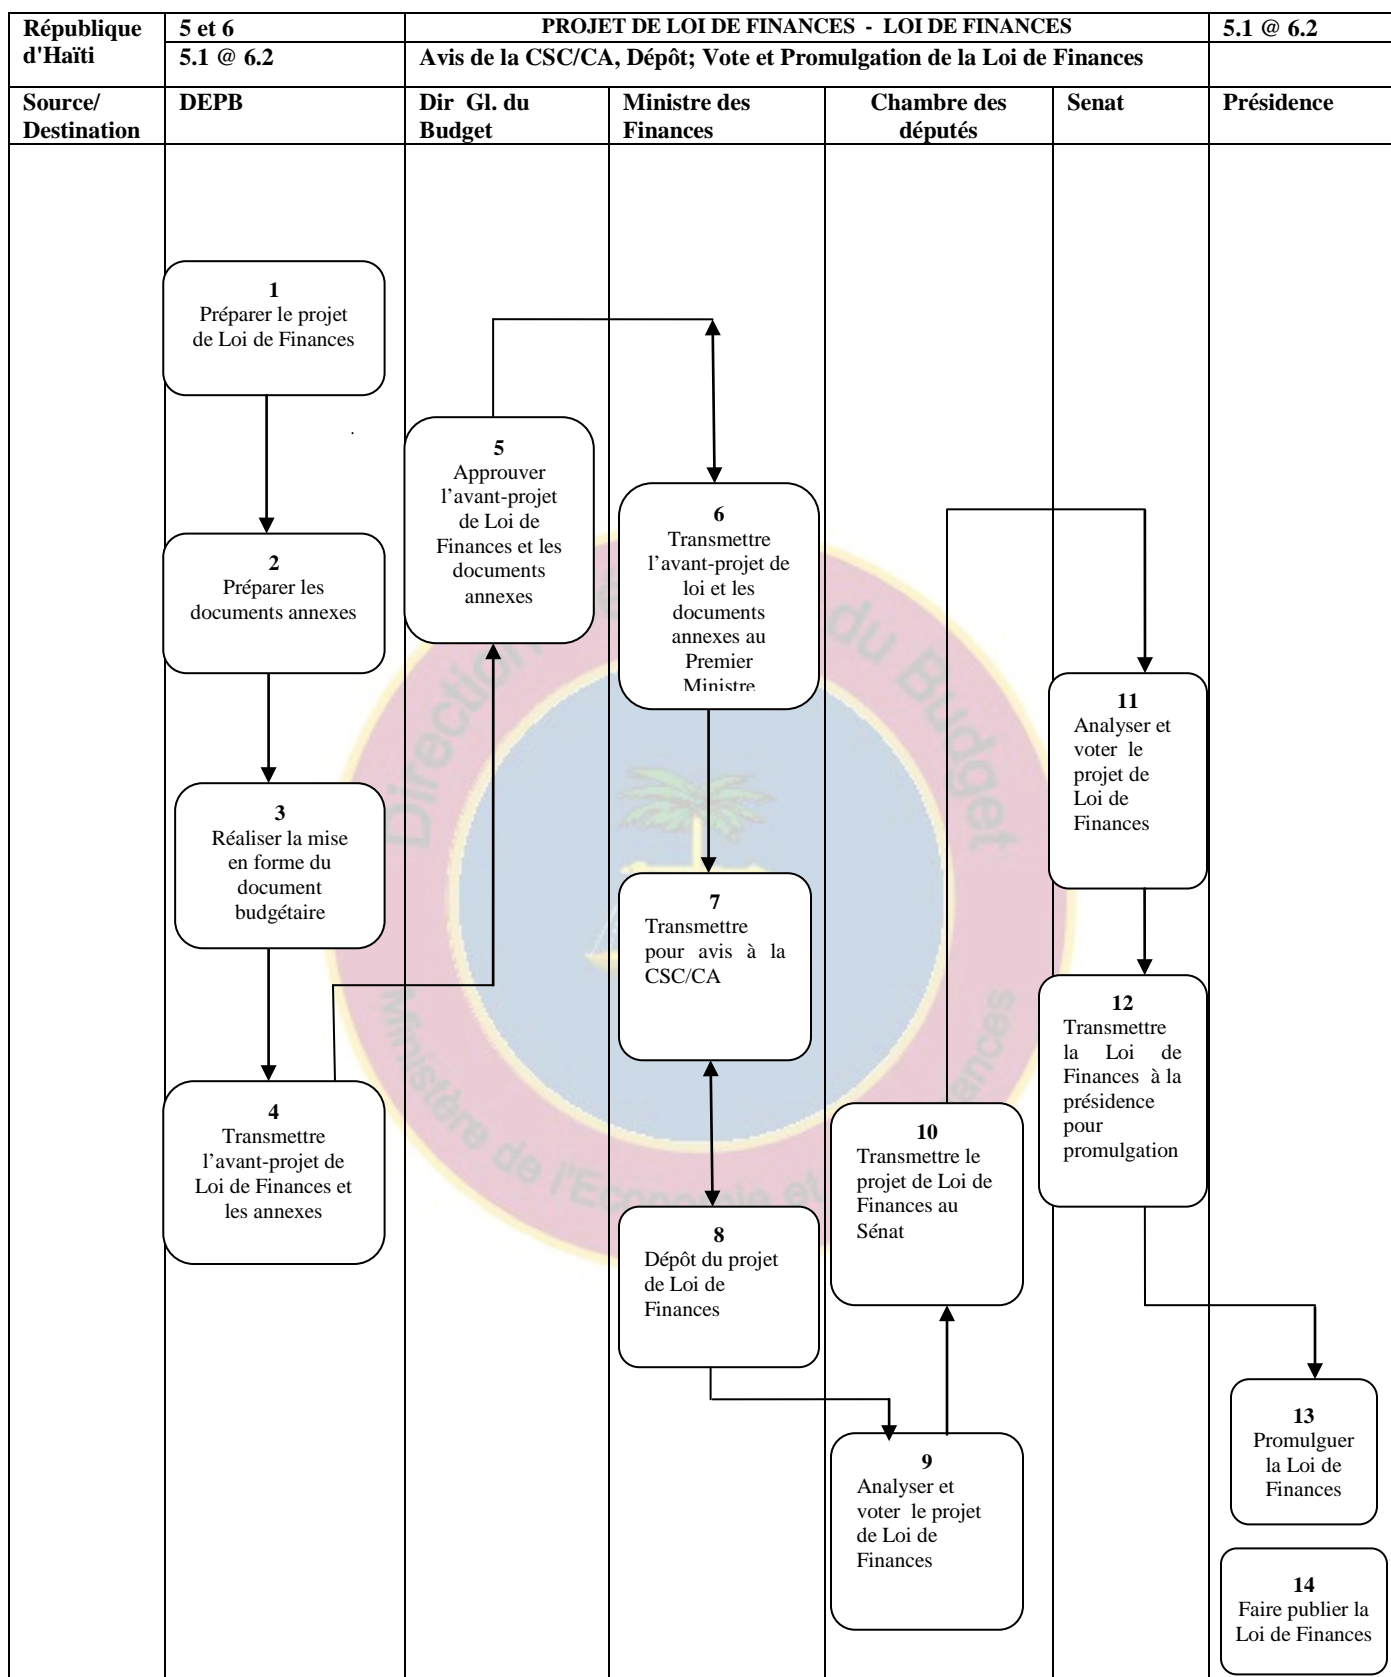 République
d'Haïti
5 et 6
PROJET DE LOI DE FINANCES - LOI DE FINANCES
5.1 @ 6.2
5.1 @ 6.2
Avis de la CSC/CA, Dépôt; Vote et Promulgation de la Loi de Finances
Source/
Destination
DEPB
Dir Gl. du
Budget
Ministre des
Finances
Chambre des
députés
Senat
Présidence
1
Préparer le projet
de Loi de Finances
.
2
Préparer les
documents annexes
3
Réaliser la mise
en forme du
document
budgétaire
4
Transmettre
l’avant-projet de
Loi de Finances et
les annexes
5
Approuver
l’avant-projet
de Loi de
Finances et les
documents
annexes
6
Transmettre
l’avant-projet de
loi et les
documents
annexes au
Premier
Ministre
7
Transmettre
pour avis à la
CSC/CA
8
Dépôt du projet
de Loi de
Finances
9
Analyser et
voter le projet
de Loi de
Finances
10
Transmettre le
projet de Loi de
Finances au
Sénat
11
Analyser et
voter le
projet de
Loi de
Finances
12
Transmettre
la Loi de
Finances à la
présidence
pour
promulgation
13
Promulguer
la Loi de
Finances
14
Faire publier la
Loi de Finances
Direction du Budget
Ministère de l'Economie et